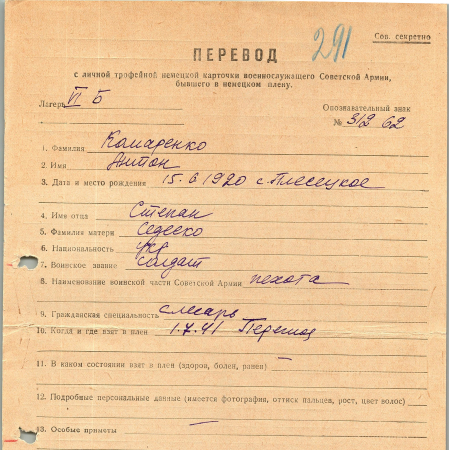 Сов. секретно
291
ПЕРЕВОД
с личной трофейной немецкой карточки военнослужащего Советской Армии,
бывшего в немецком плену.
Лагерь VI Б
Опознавательный знак
№ 31262
1. Фамилия Комаренко
2. Имя Антон
3. Дата и место рождения 15.6.1920 с. Плесецкое
4. Имя отца Степан
5. Фамилия матери
6. Национальность укр
7. Воинское звание солдат
8. Наименование воинской части Советской Армии пехота
9. Гражданская специальность слесарь
10. Когда и где взят в плен 1.7.41
11. В каком состоянии взят в плен (здоров, болен, ранен) —
12. Подробные персональные данные (имеется фотография, оттиск пальцев, рост, цвет волос)
13. Особые приметы —